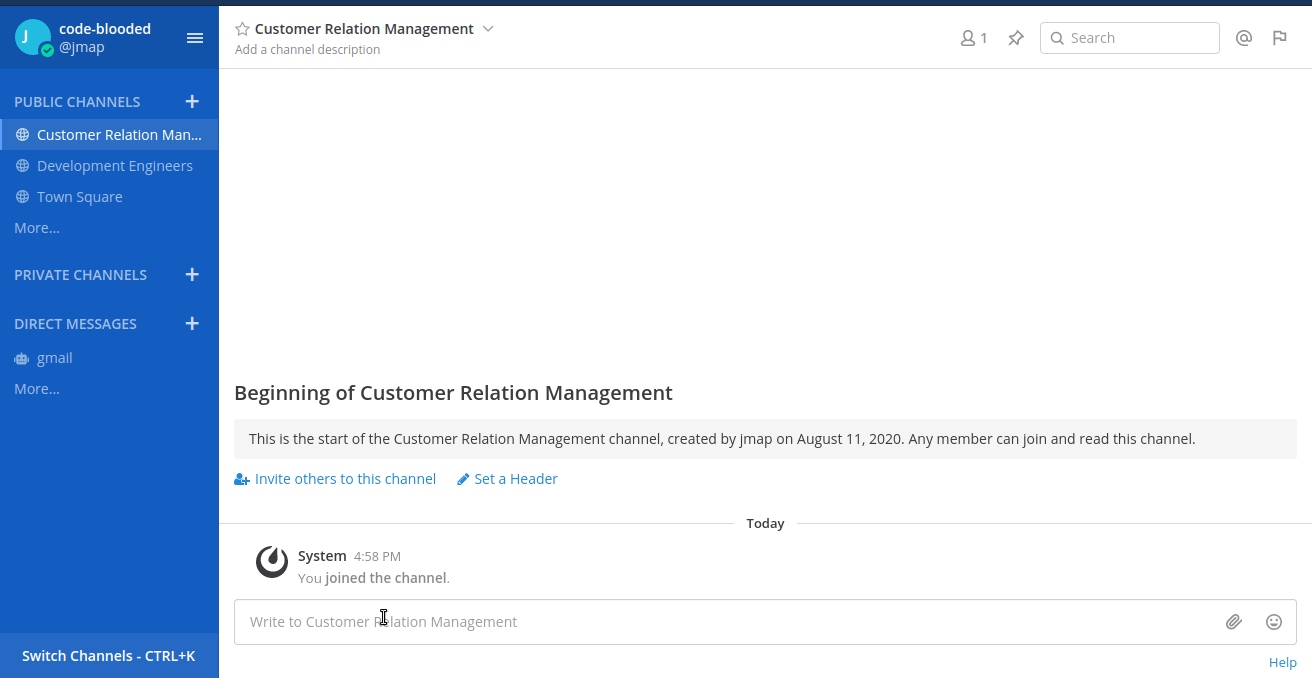 J
code-blooded
@jmap
PUBLIC CHANNELS
Customer Relation Man...
Development Engineers
Town Square
More...
PRIVATE CHANNELS
DIRECT MESSAGES
gmail
More...
Switch Channels - CTRL+K
Customer Relation Management
Add a channel description
1
Search
Beginning of Customer Relation Management
This is the start of the Customer Relation Management channel, created by jmap on August 11, 2020. Any member can join and read this channel.
Invite others to this channel Set a Header
Today
System 4:58 PM
You joined the channel.
Write to Customer Relation Management
Help